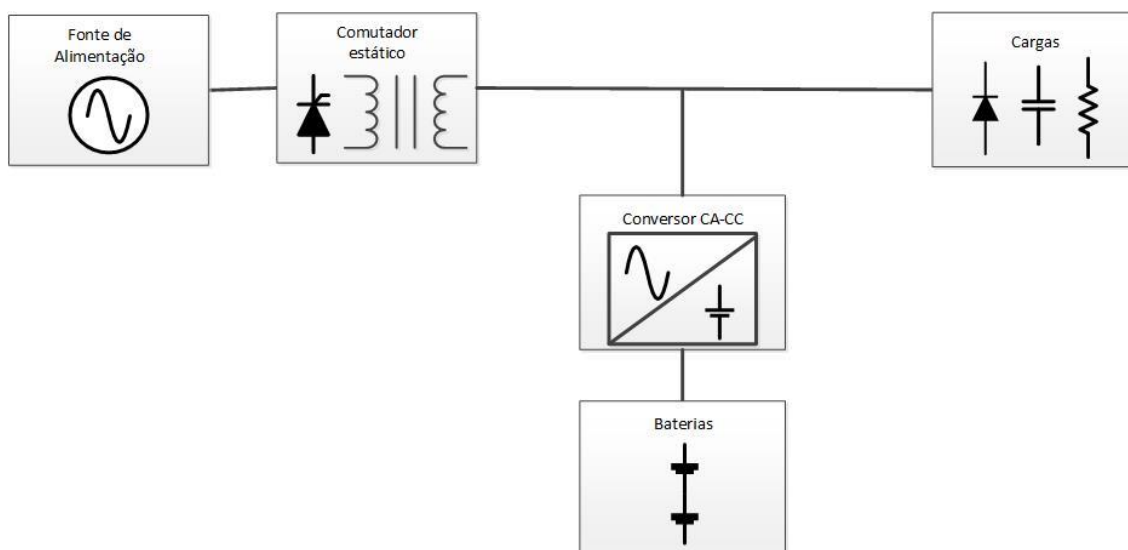 Fonte de
Alimentação
Comutador
estático
Cargas
Conversor CA-CC
Baterias